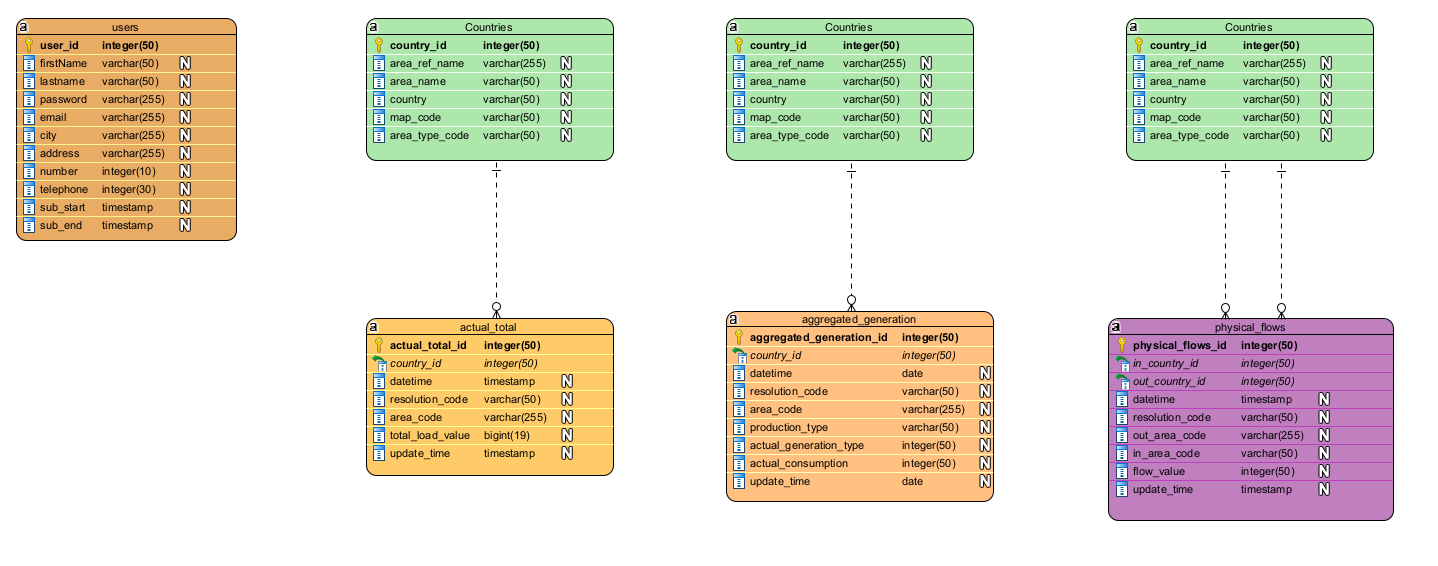 a users
user_id integer(50)
firstName varchar(50) N
lastname varchar(50) N
password varchar(255) N
email varchar(255) N
city varchar(255) N
address varchar(255) N
number integer(10) N
telephone integer(30) N
sub_start timestamp N
sub_end timestamp N
a Countries
country_id integer(50)
area_ref_name varchar(255) N
area_name varchar(50) N
country varchar(50) N
map_code varchar(50) N
area_type_code varchar(50) N
a Countries
country_id integer(50)
area_ref_name varchar(255) N
area_name varchar(50) N
country varchar(50) N
map_code varchar(50) N
area_type_code varchar(50) N
a Countries
country_id integer(50)
area_ref_name varchar(255) N
area_name varchar(50) N
country varchar(50) N
map_code varchar(50) N
area_type_code varchar(50) N
a actual_total
actual_total_id integer(50)
country_id integer(50)
datetime timestamp N
resolution_code varchar(50) N
area_code varchar(255) N
total_load_value bigint(19) N
update_time timestamp N
a aggregated_generation
aggregated_generation_id integer(50)
country_id integer(50)
datetime date N
resolution_code varchar(50) N
area_code varchar(255) N
production_type varchar(50) N
actual_generation_type integer(50) N
actual_consumption integer(50) N
update_time date N
a physical_flows
physical_flows_id integer(50)
in_country_id integer(50)
out_country_id integer(50)
datetime timestamp N
resolution_code varchar(50) N
out_area_code varchar(255) N
in_area_code varchar(50) N
flow_value integer(50) N
update_time timestamp N